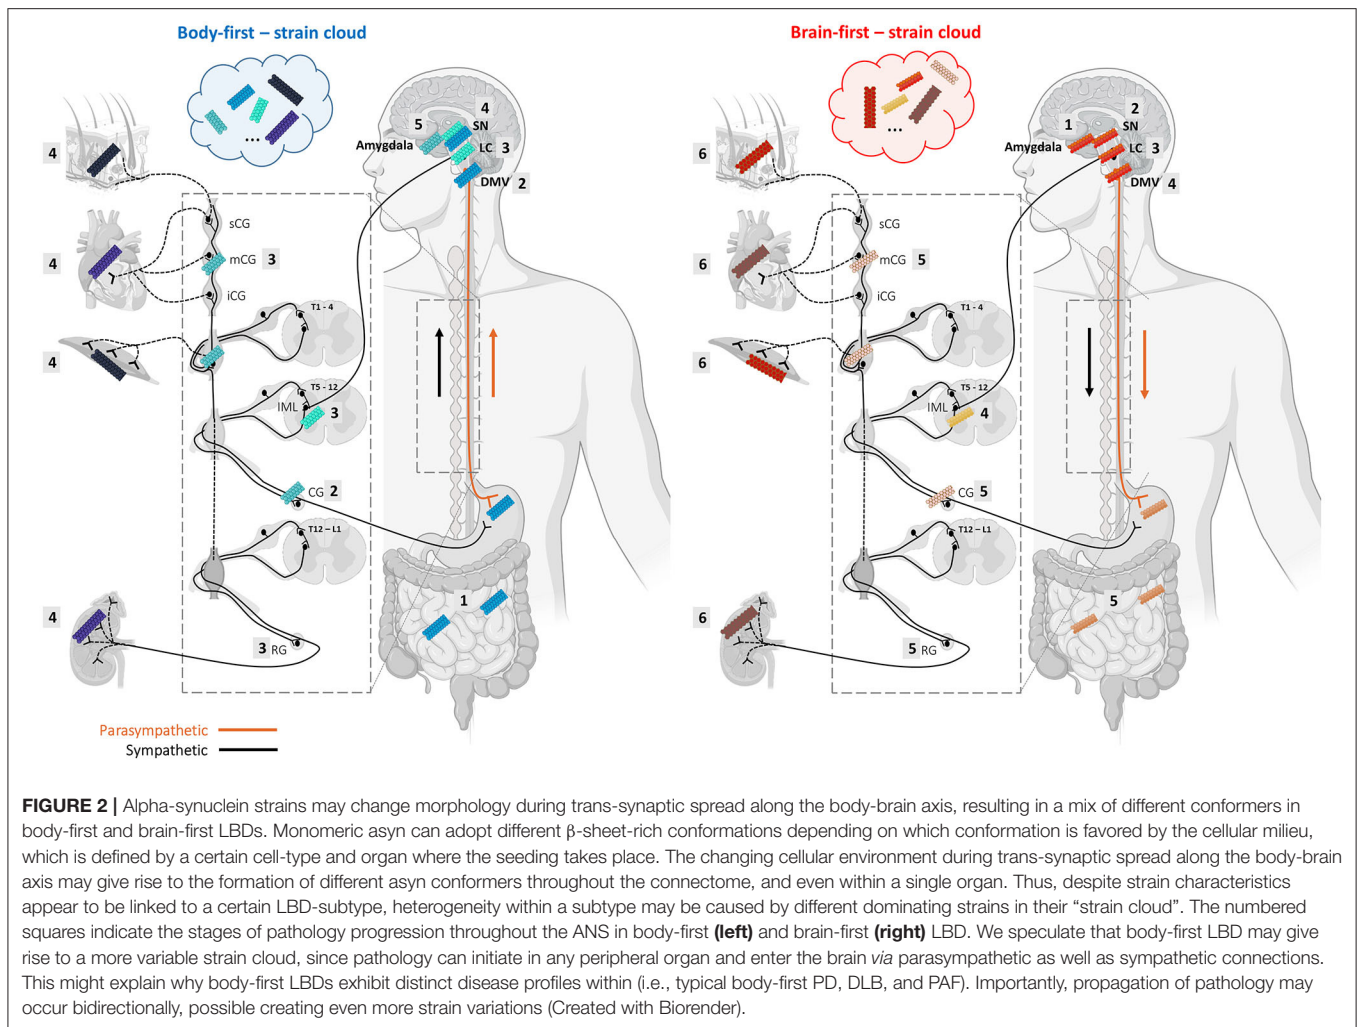 Body-first – strain cloud
...
4
5
SN
Amygdala
LC
3
DMV
2
4
sCG
4
mCG
3
iCG
T1 - 4
4
T5 - 12
IML
3
CG
2
T12 – L1
1
4
3
RG
Parasympathetic
Sympathetic
Brain-first – strain cloud
...
2
1
SN
Amygdala
LC
3
DMV
4
6
sCG
6
mCG
5
iCG
T1 - 4
6
T5 - 12
IML
4
CG
5
T12 – L1
5
6
5
RG
FIGURE 2 | Alpha-synuclein strains may change morphology during trans-synaptic spread along the body-brain axis, resulting in a mix of different conformers in
body-first and brain-first LBDs. Monomeric asyn can adopt different β-sheet-rich conformations depending on which conformation is favored by the cellular milieu,
which is defined by a certain cell-type and organ where the seeding takes place. The changing cellular environment during trans-synaptic spread along the body-brain
axis may give rise to the formation of different asyn conformers throughout the connectome, and even within a single organ. Thus, despite strain characteristics
appear to be linked to a certain LBD-subtype, heterogeneity within a subtype may be caused by different dominating strains in their “strain cloud”. The numbered
squares indicate the stages of pathology progression throughout the ANS in body-first (left) and brain-first (right) LBD. We speculate that body-first LBD may give
rise to a more variable strain cloud, since pathology can initiate in any peripheral organ and enter the brain via parasympathetic as well as sympathetic connections.
This might explain why body-first LBDs exhibit distinct disease profiles within (i.e., typical body-first PD, DLB, and PAF). Importantly, propagation of pathology may
occur bidirectionally, possible creating even more strain variations (Created with Biorender).